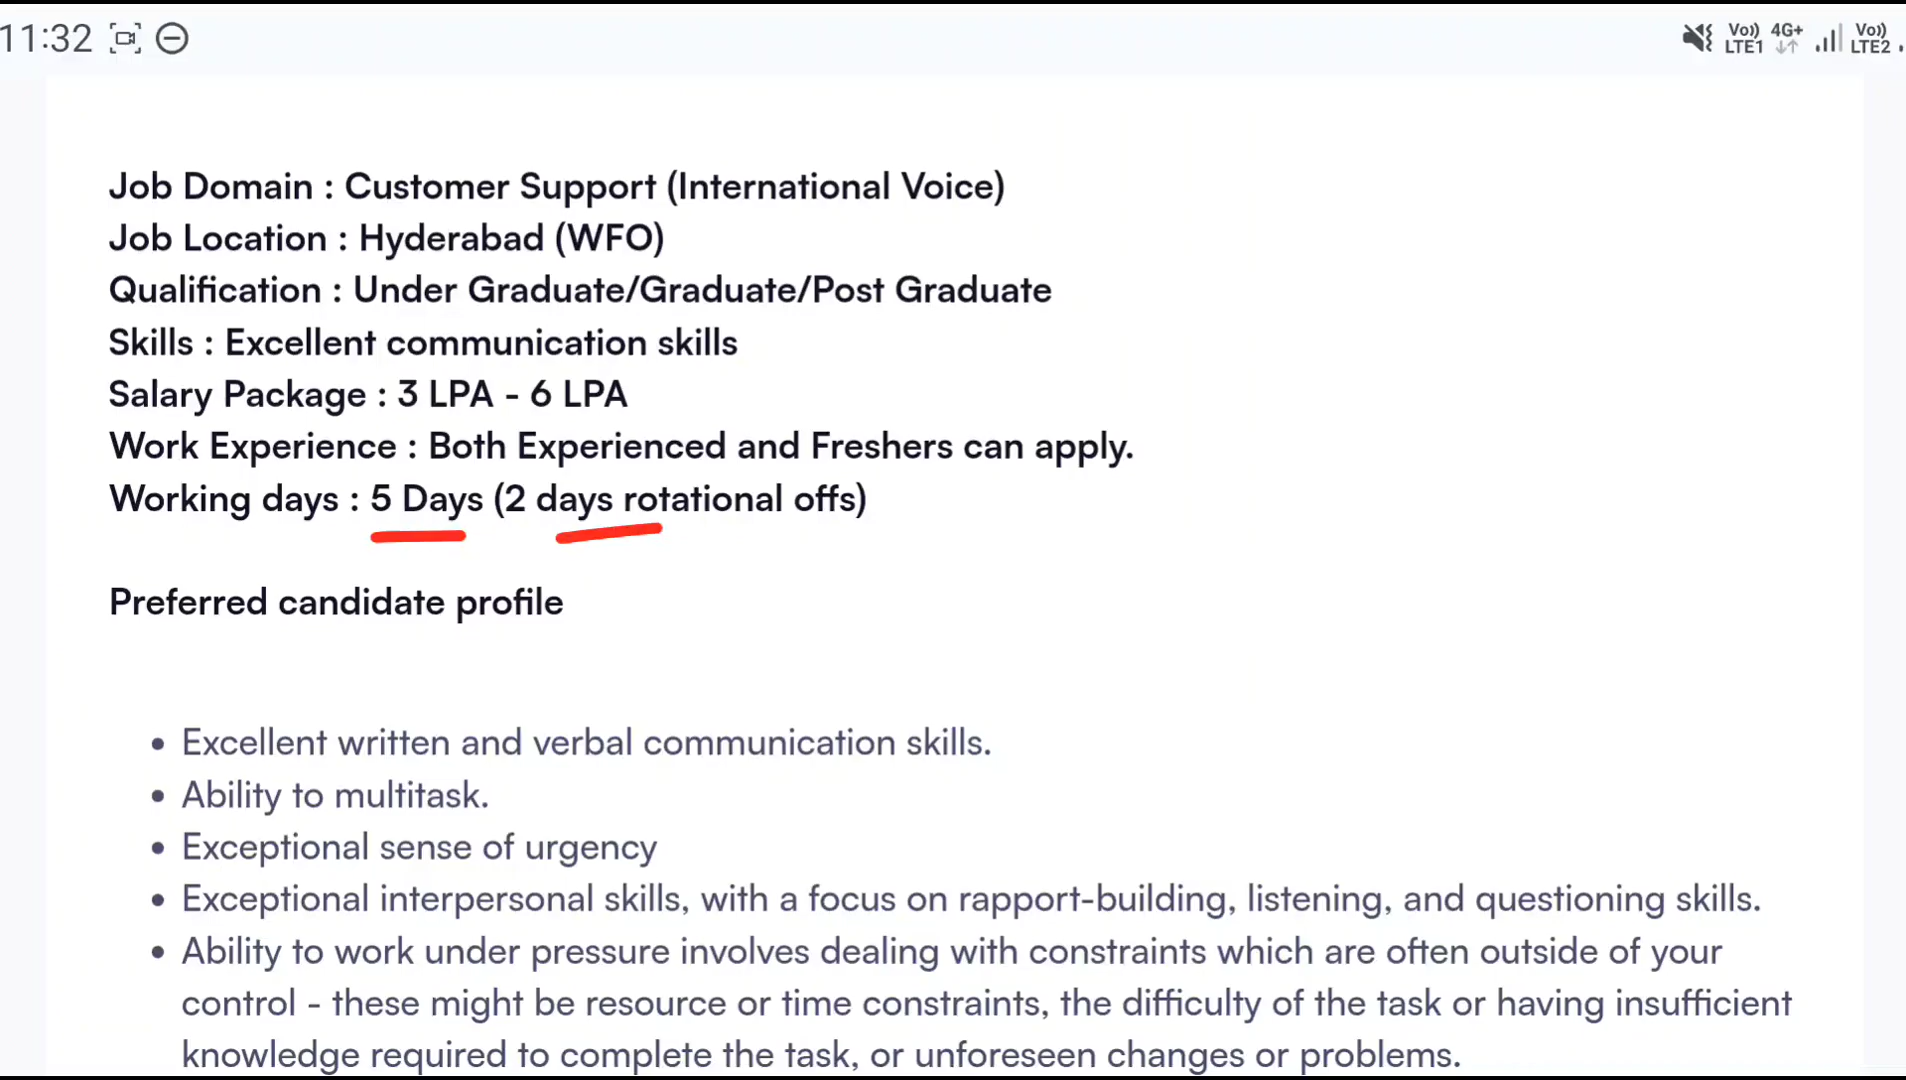 11:32 Vo)) LTE1 4G+ Vo)) LTE2
Job Domain : Customer Support (International Voice)
Job Location : Hyderabad (WFO)
Qualification : Under Graduate/Graduate/Post Graduate
Skills : Excellent communication skills
Salary Package : 3 LPA - 6 LPA
Work Experience : Both Experienced and Freshers can apply.
Working days : 5 Days (2 days rotational offs)
Preferred candidate profile
• Excellent written and verbal communication skills.
• Ability to multitask.
• Exceptional sense of urgency
• Exceptional interpersonal skills, with a focus on rapport-building, listening, and questioning skills.
• Ability to work under pressure involves dealing with constraints which are often outside of your
control - these might be resource or time constraints, the difficulty of the task or having insufficient
knowledge required to complete the task, or unforeseen changes or problems.